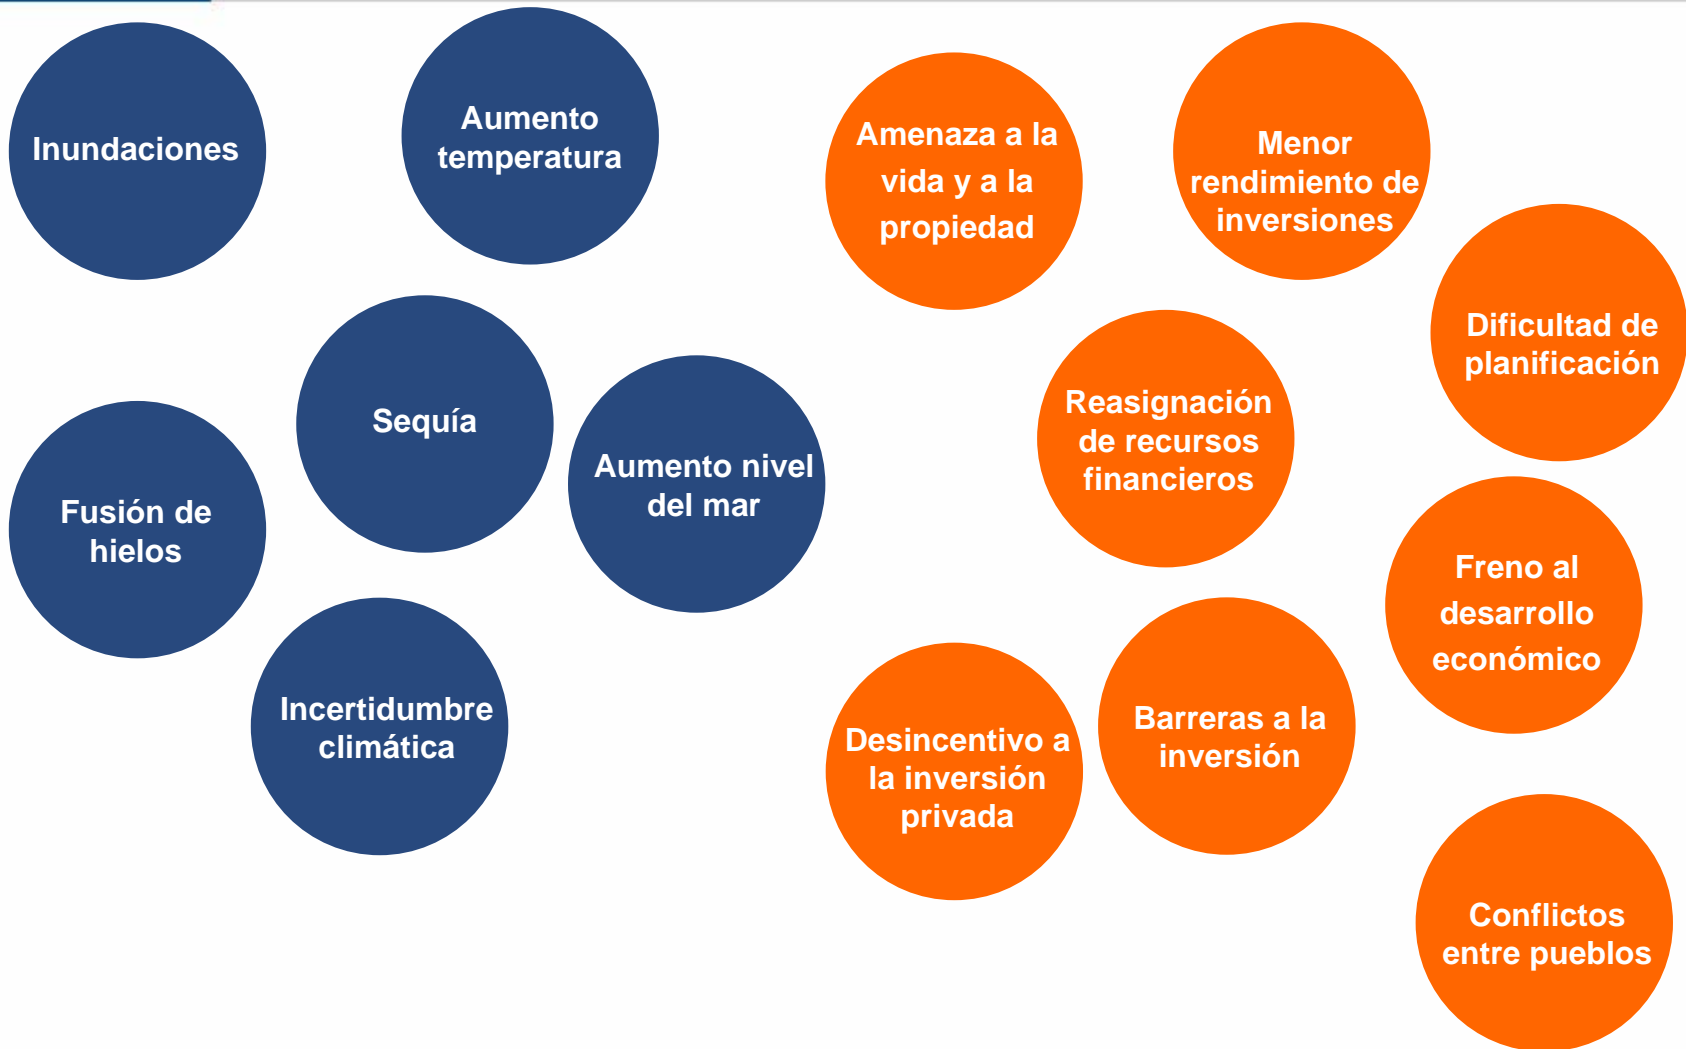 Inundaciones
Aumento
temperatura
Sequía
Aumento nivel
del mar
Fusión de
hielos
Incertidumbre
climática
Amenaza a la
vida y a la
propiedad
Menor
rendimiento de
inversiones
Dificultad de
planificación
Reasignación
de recursos
financieros
Freno al
desarrollo
económico
Desincentivo a
la inversión
privada
Barreras a la
inversión
Conflictos
entre pueblos